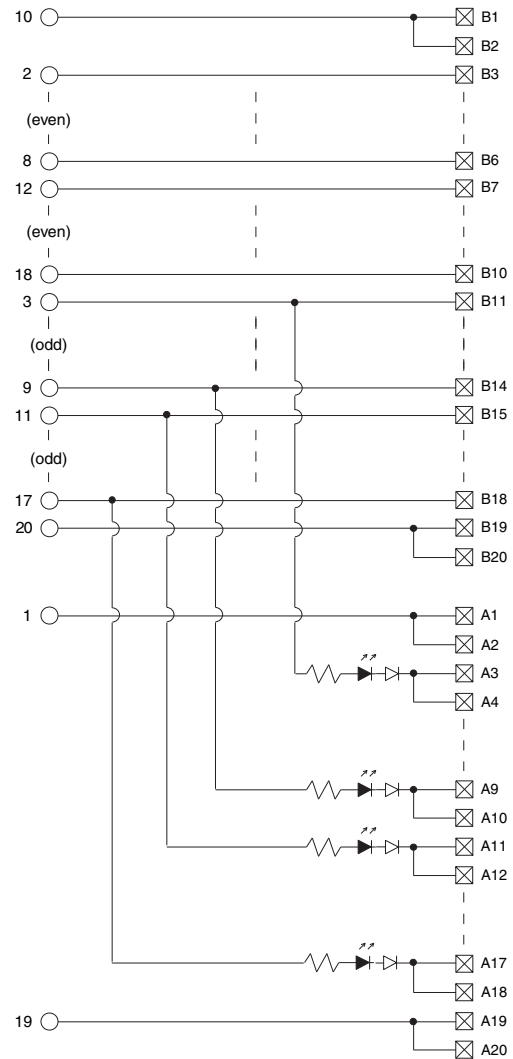 10 B1
B2
2 B3
(even)
8 B6
12 B7
(even)
18 B10
3 B11
(odd)
9 B14
11 B15
(odd)
17 B18
20 B19
B20
1 A1
A2
A3
A4
A9
A10
A11
A12
A17
A18
19 A19
A20